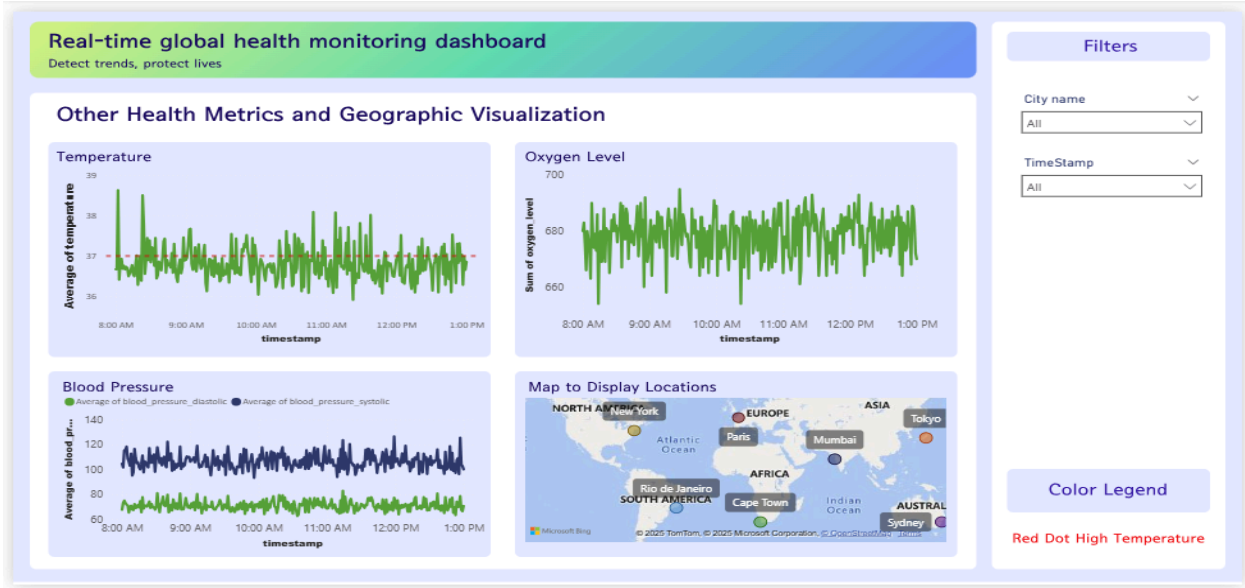 Real-time global health monitoring dashboard
Detect trends, protect lives
Other Health Metrics and Geographic Visualization
Temperature
39
38
37
36
Average of temperature
8:00 AM 9:00 AM 10:00 AM 11:00 AM 12:00 PM 1:00 PM
timestamp
Oxygen Level
700
680
660
Sum of oxygen_level
8:00 AM 9:00 AM 10:00 AM 11:00 AM 12:00 PM 1:00 PM
timestamp
Blood Pressure
Average of blood_pressure_diastolic Average of blood_pressure_systolic
140
120
100
80
60
Average of blood_pr...
8:00 AM 9:00 AM 10:00 AM 11:00 AM 12:00 PM 1:00 PM
timestamp
Map to Display Locations
NORTH AMERICA
New York
EUROPE
ASIA
Tokyo
Atlantic
Ocean
Paris
Mumbai
AFRICA
Rio de Janeiro
SOUTH AMERICA
Cape Town
Indian
Ocean
AUSTRAL
Sydney
Microsoft Bing
© 2025 TomTom, © 2025 Microsoft Corporation, © OpenStreetMap Terms
Filters
City name
All
TimeStamp
All
Color Legend
Red Dot High Temperature